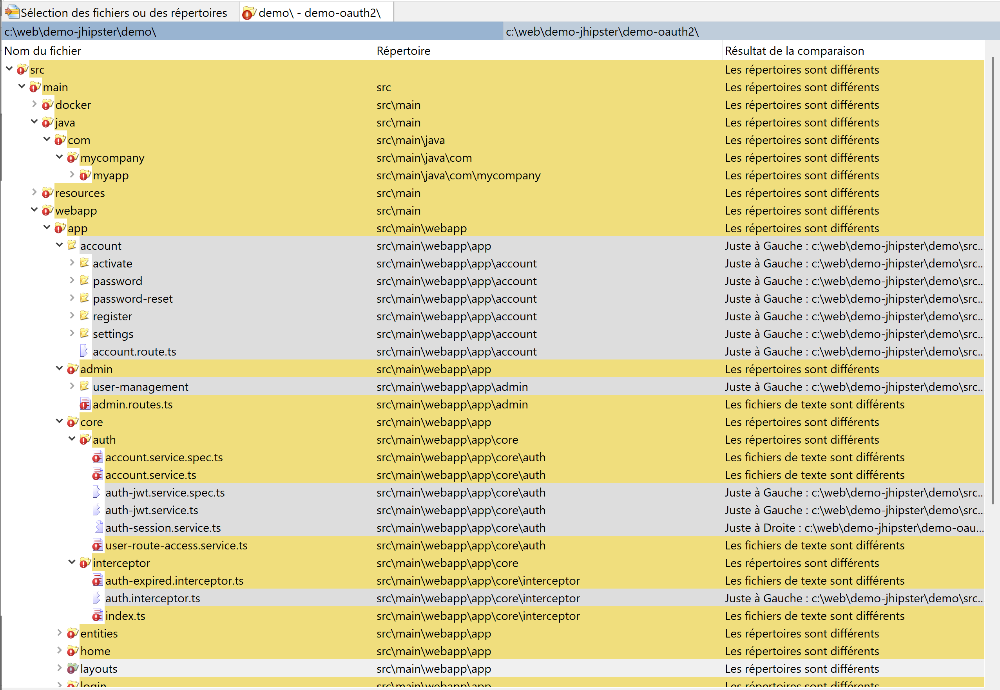 Sélection des fichiers ou des répertoires demo\ - demo-oauth2\
c:\web\demo-jhipster\demo\ c:\web\demo-jhipster\demo-oauth2\
Nom du fichier Répertoire Résultat de la comparaison
src Les répertoires sont différents
main src Les répertoires sont différents
docker src\main Les répertoires sont différents
java src\main Les répertoires sont différents
com src\main\java Les répertoires sont différents
mycompany src\main\java\com Les répertoires sont différents
myapp src\main\java\com\mycompany Les répertoires sont différents
resources src\main Les répertoires sont différents
webapp src\main Les répertoires sont différents
app src\main\webapp Les répertoires sont différents
account src\main\webapp\app Juste à Gauche : c:\web\demo-jhipster\demo\src...
activate src\main\webapp\app\account Juste à Gauche : c:\web\demo-jhipster\demo\src...
password src\main\webapp\app\account Juste à Gauche : c:\web\demo-jhipster\demo\src...
password-reset src\main\webapp\app\account Juste à Gauche : c:\web\demo-jhipster\demo\src...
register src\main\webapp\app\account Juste à Gauche : c:\web\demo-jhipster\demo\src...
settings src\main\webapp\app\account Juste à Gauche : c:\web\demo-jhipster\demo\src...
account.route.ts src\main\webapp\app\account Juste à Gauche : c:\web\demo-jhipster\demo\src...
admin src\main\webapp\app Les répertoires sont différents
user-management src\main\webapp\app\admin Juste à Gauche : c:\web\demo-jhipster\demo\src...
admin.routes.ts src\main\webapp\app\admin Les fichiers de texte sont différents
core src\main\webapp\app Les répertoires sont différents
auth src\main\webapp\app\core Les répertoires sont différents
account.service.spec.ts src\main\webapp\app\core\auth Les fichiers de texte sont différents
account.service.ts src\main\webapp\app\core\auth Les fichiers de texte sont différents
auth-jwt.service.spec.ts src\main\webapp\app\core\auth Juste à Gauche : c:\web\demo-jhipster\demo\src...
auth-jwt.service.ts src\main\webapp\app\core\auth Juste à Gauche : c:\web\demo-jhipster\demo\src...
auth-session.service.ts src\main\webapp\app\core\auth Juste à Droite : c:\web\demo-jhipster\demo-oau...
user-route-access.service.ts src\main\webapp\app\core\auth Les fichiers de texte sont différents
interceptor src\main\webapp\app\core Les répertoires sont différents
auth-expired.interceptor.ts src\main\webapp\app\core\interceptor Les fichiers de texte sont différents
auth.interceptor.ts src\main\webapp\app\core\interceptor Juste à Gauche : c:\web\demo-jhipster\demo\src...
index.ts src\main\webapp\app\core\interceptor Les fichiers de texte sont différents
entities src\main\webapp\app Les répertoires sont différents
home src\main\webapp\app Les répertoires sont différents
layouts src\main\webapp\app Les répertoires sont différents
login src\main\webapp\app Les répertoires sont différents